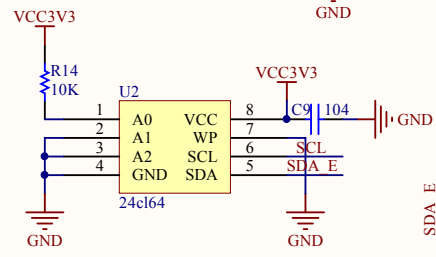 GND
VCC3V3
R14
10K
U2
VCC3V3
1 A0 VCC 8
C9 104
GND
2 A1 WP 7
3 A2 SCL 6 SCL
4 GND SDA 5 SDA_E
24cl64
GND
GND
SDA_E